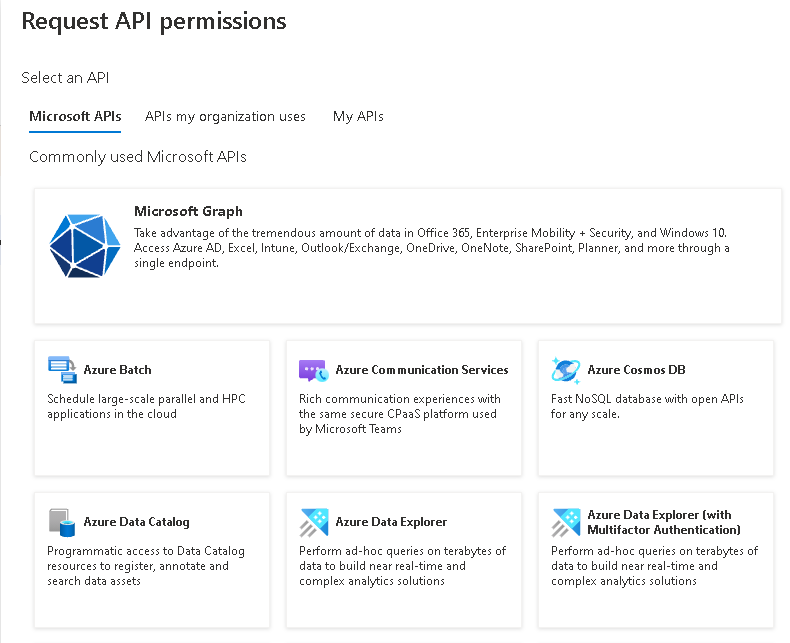 Request API permissions
Select an API
Microsoft APIs
APIs my organization uses
My APIs
Commonly used Microsoft APIs
Microsoft Graph
Take advantage of the tremendous amount of data in Office 365, Enterprise Mobility + Security, and Windows 10.
Access Azure AD, Excel, Intune, Outlook/Exchange, OneDrive, OneNote, SharePoint, Planner, and more through a
single endpoint.
Azure Batch
Schedule large-scale parallel and HPC
applications in the cloud
Azure Communication Services
Rich communication experiences with
the same secure CPaaS platform used
by Microsoft Teams
Azure Cosmos DB
Fast NoSQL database with open APIs
for any scale.
Azure Data Catalog
Programmatic access to Data Catalog
resources to register, annotate and
search data assets
Azure Data Explorer
Perform ad-hoc queries on terabytes of
data to build near real-time and
complex analytics solutions
Azure Data Explorer (with
Multifactor Authentication)
Perform ad-hoc queries on terabytes of
data to build near real-time and
complex analytics solutions